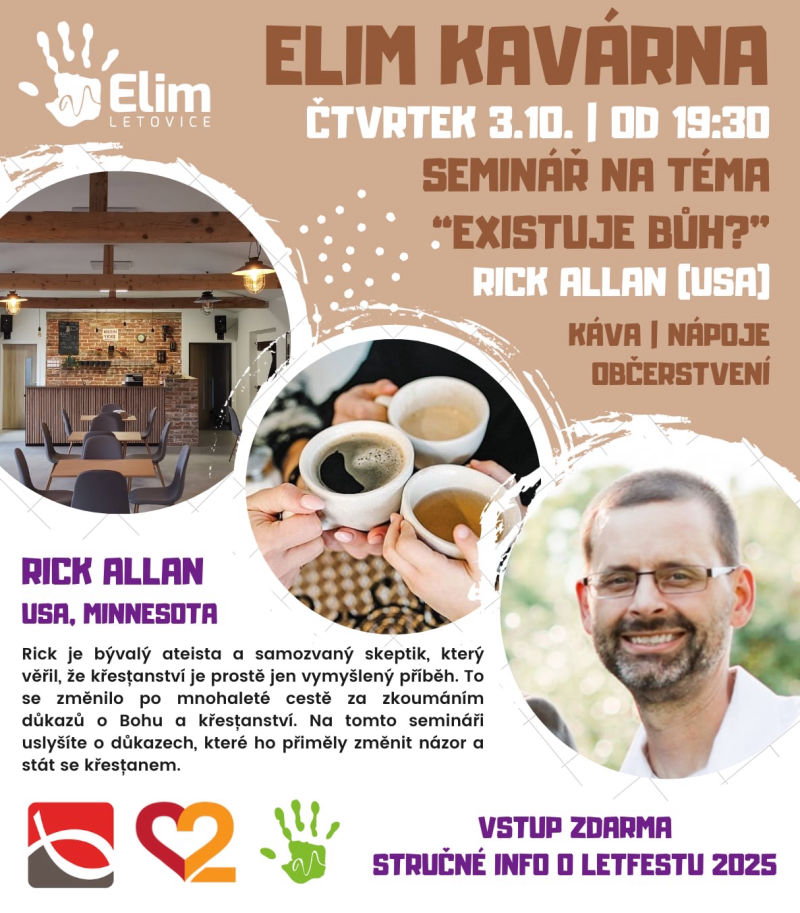 Elim
LETOVICE
ELIM KAVÁRNA
ČTVRTEK 3.10. | OD 19:30
SEMINÁŘ NA TÉMA
“EXISTUJE BŮH?”
RICK ALLAN (USA)
KÁVA | NÁPOJE
OBČERSTVENÍ
RICK ALLAN
USA, MINNESOTA
Rick je bývalý ateista a samozvaný skeptik, který
věřil, že křesťanství je prostě jen vymyšlený příběh. To
se změnilo po mnohaleté cestě za zkoumáním
důkazů o Bohu a křesťanství. Na tomto semináři
uslyšíte o důkazech, které ho přiměly změnit názor a
stát se křesťanem.
2
VSTUP ZDARMA
STRUČNÉ INFO O LETFESTU 2025